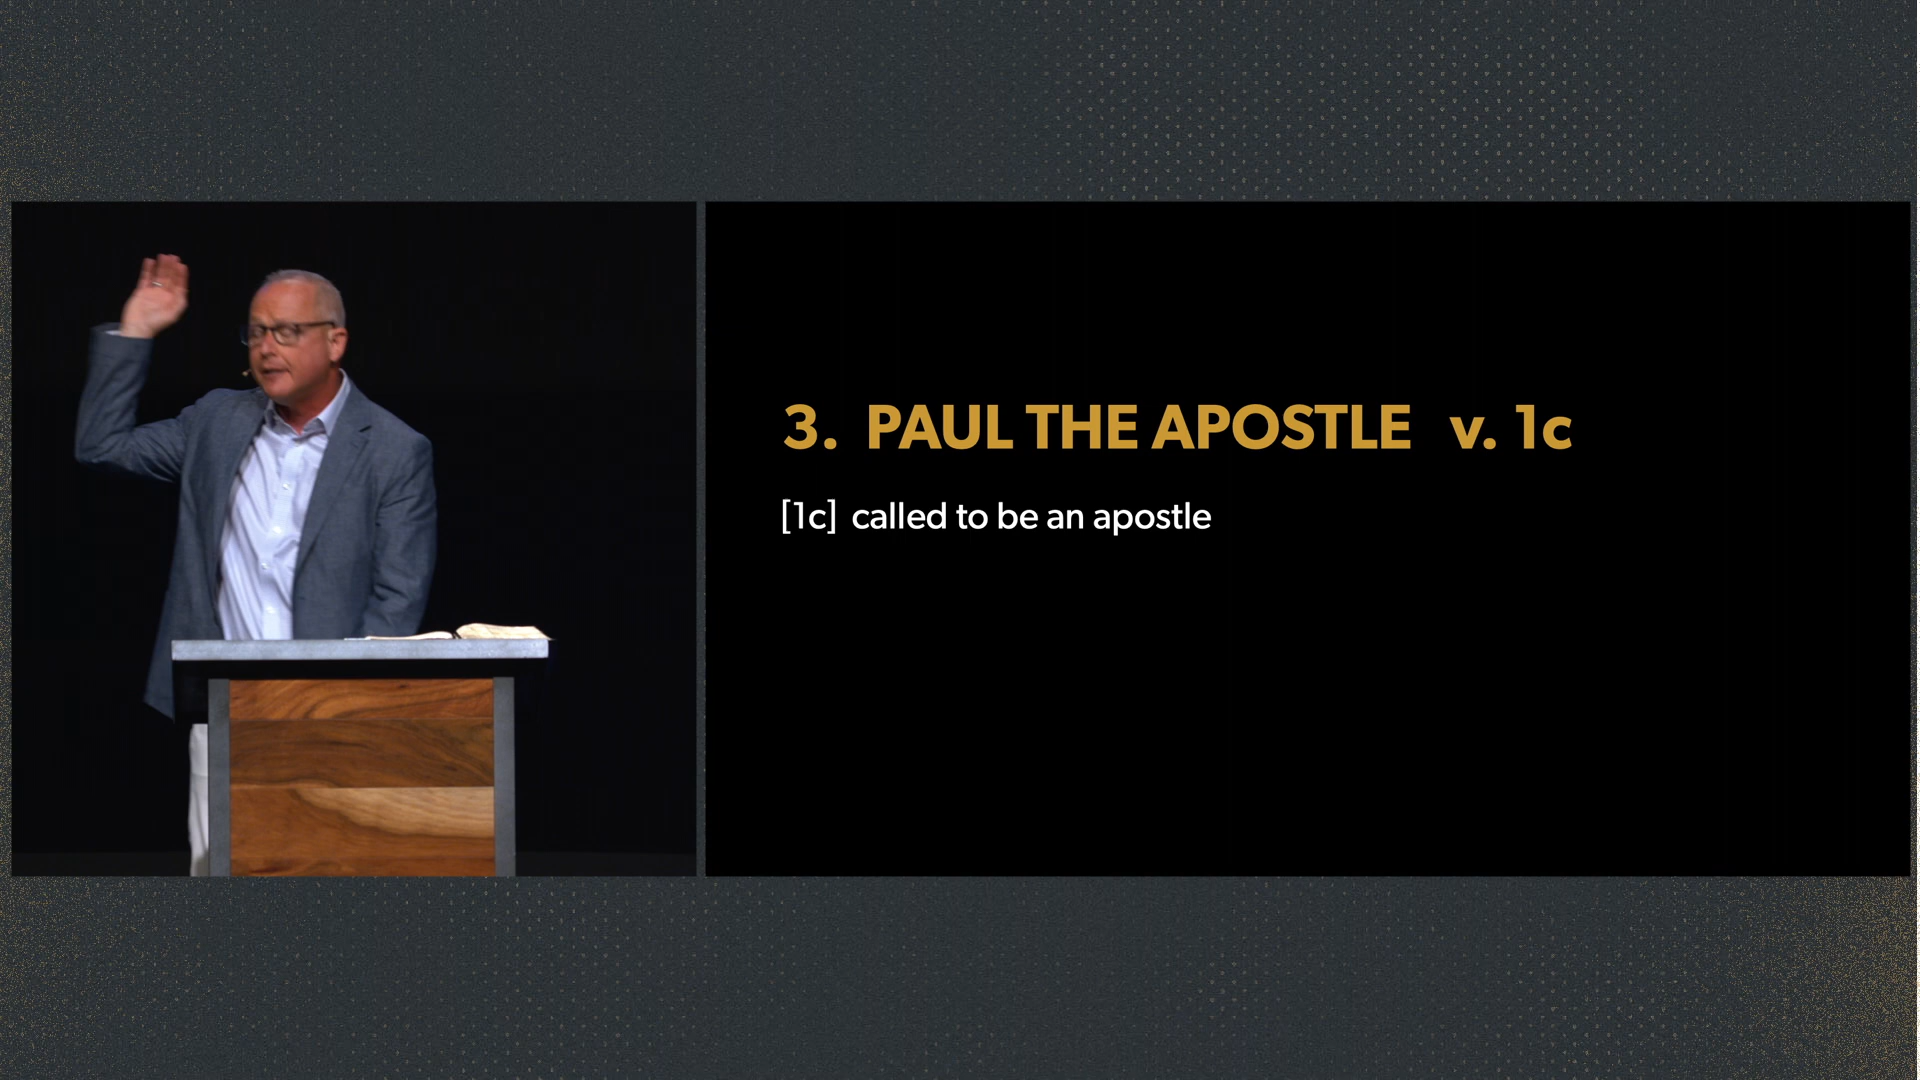 3. PAUL THE APOSTLE v. 1c
[1c] called to be an apostle